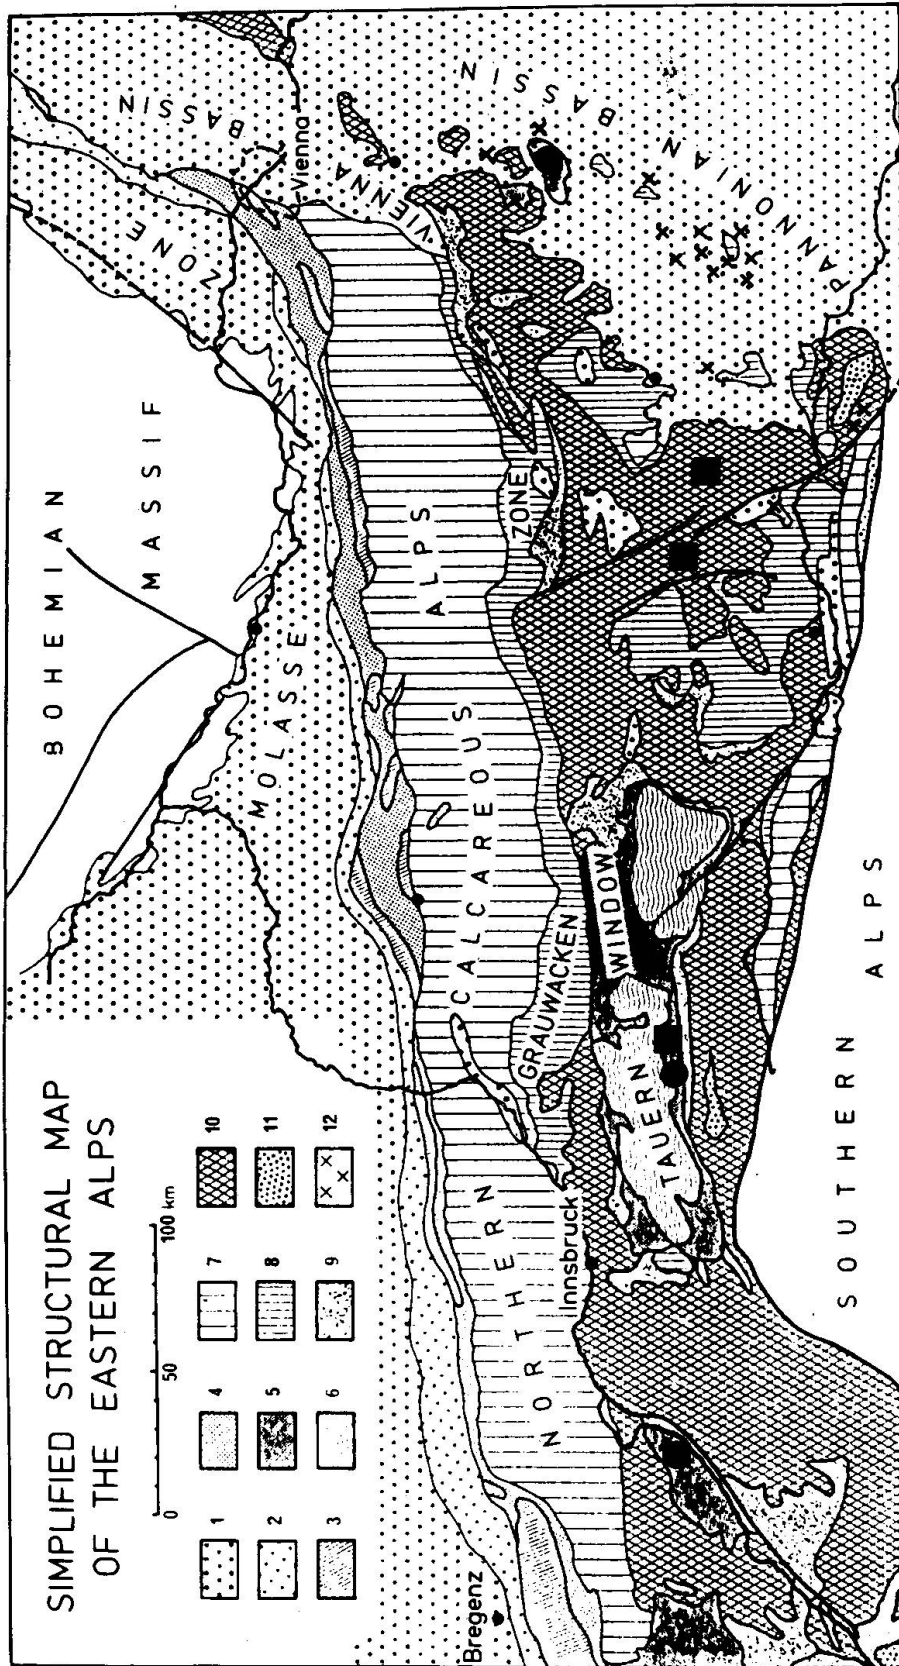 SIMPLIFIED STRUCTURAL MAP
OF THE EASTERN ALPS
0 50 100 km
1 4 7 10
2 5 8 11
3 6 9 12
BOHEMIAN
MASSIF
MOLASSE ZONE
BASSIN
Vienna
VIENNA BASSIN
PANNONIAN
NORTHERN CALCAREOUS ALPS
GRAUWACKEN ZONE
TAUERN WINDOW
Innsbruck
Bregenz
SOUTHERN ALPS